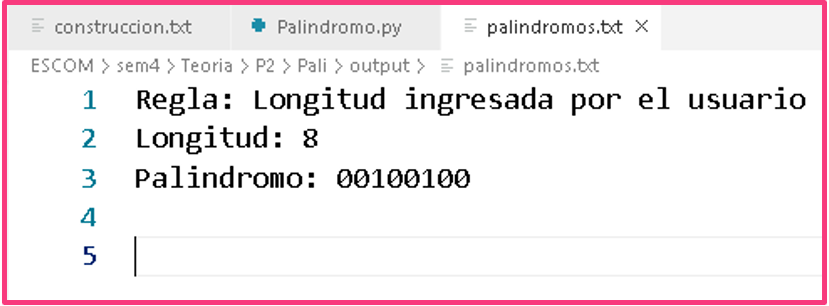 construccion.txt Palindromo.py palindromos.txt ×
ESCOM > sem4 > Teoria > P2 > Pali > output > palindromos.txt
1 Regla: Longitud ingresada por el usuario
2 Longitud: 8
3 Palindromo: 00100100
4
5